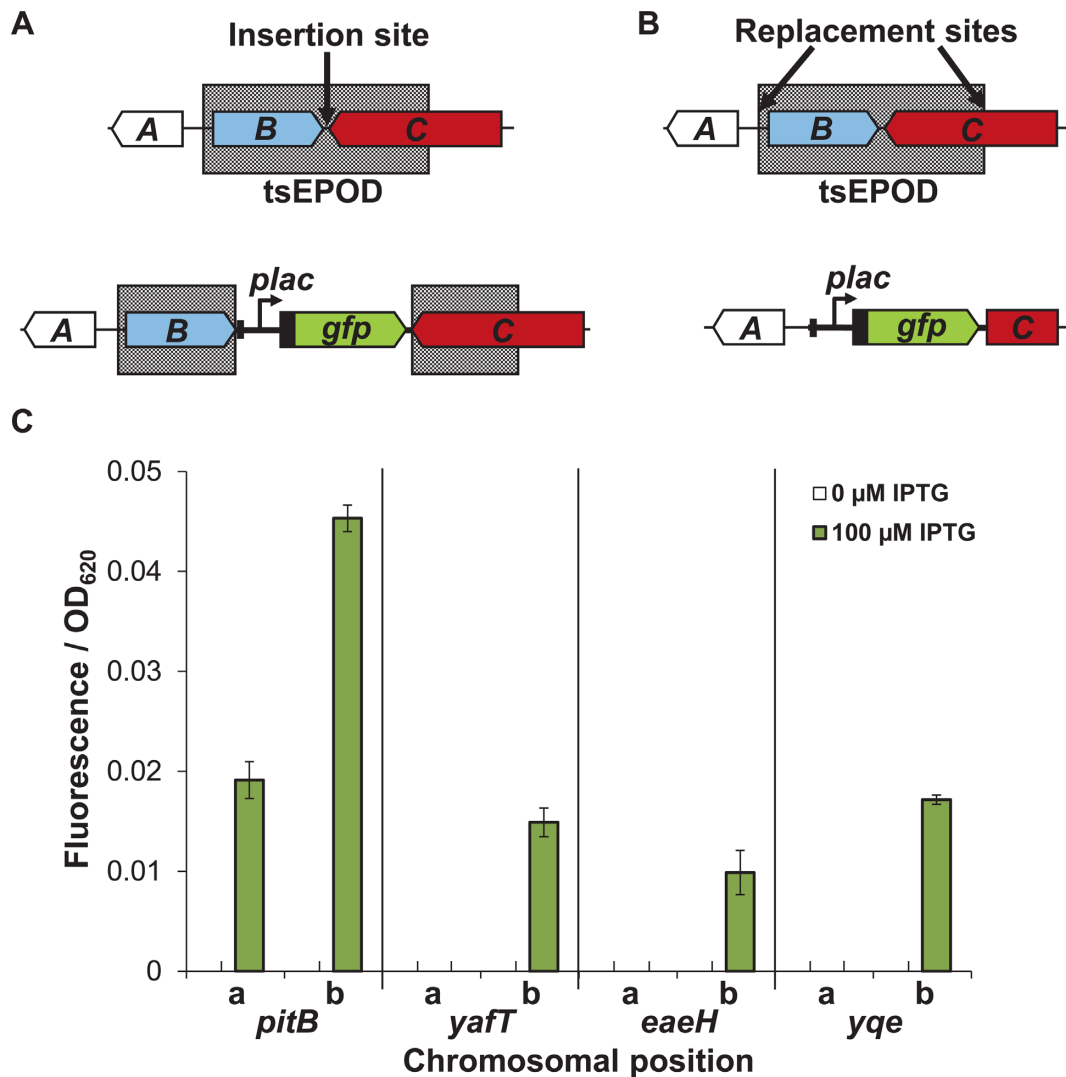 A
Insertion site
A
B
C
tsEPOD
plac
A
B
gfp
C
B
Replacement sites
A
B
C
tsEPOD
plac
A
gfp
C
C
Fluorescence / OD620
0.05
0.04
0.03
0.02
0.01
0
0 µM IPTG
100 µM IPTG
a b a b a b a b
pitB yafT eaeH yqe
Chromosomal position